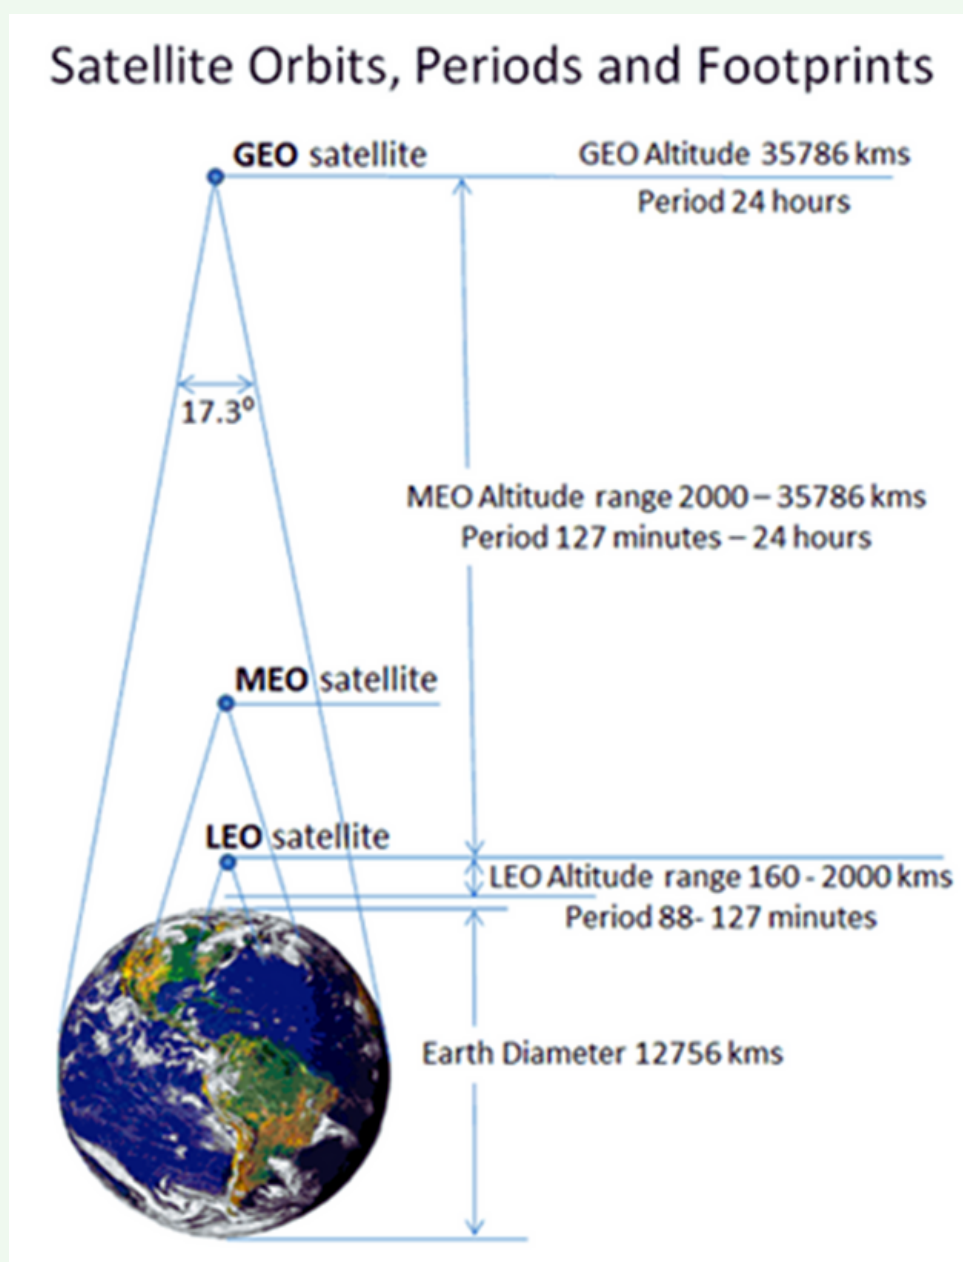 Satellite Orbits, Periods and Footprints
GEO satellite
GEO Altitude 35786 kms
Period 24 hours
17.3⁰
MEO Altitude range 2000 – 35786 kms
Period 127 minutes – 24 hours
MEO satellite
LEO satellite
LEO Altitude range 160 - 2000 kms
Period 88- 127 minutes
Earth Diameter 12756 kms